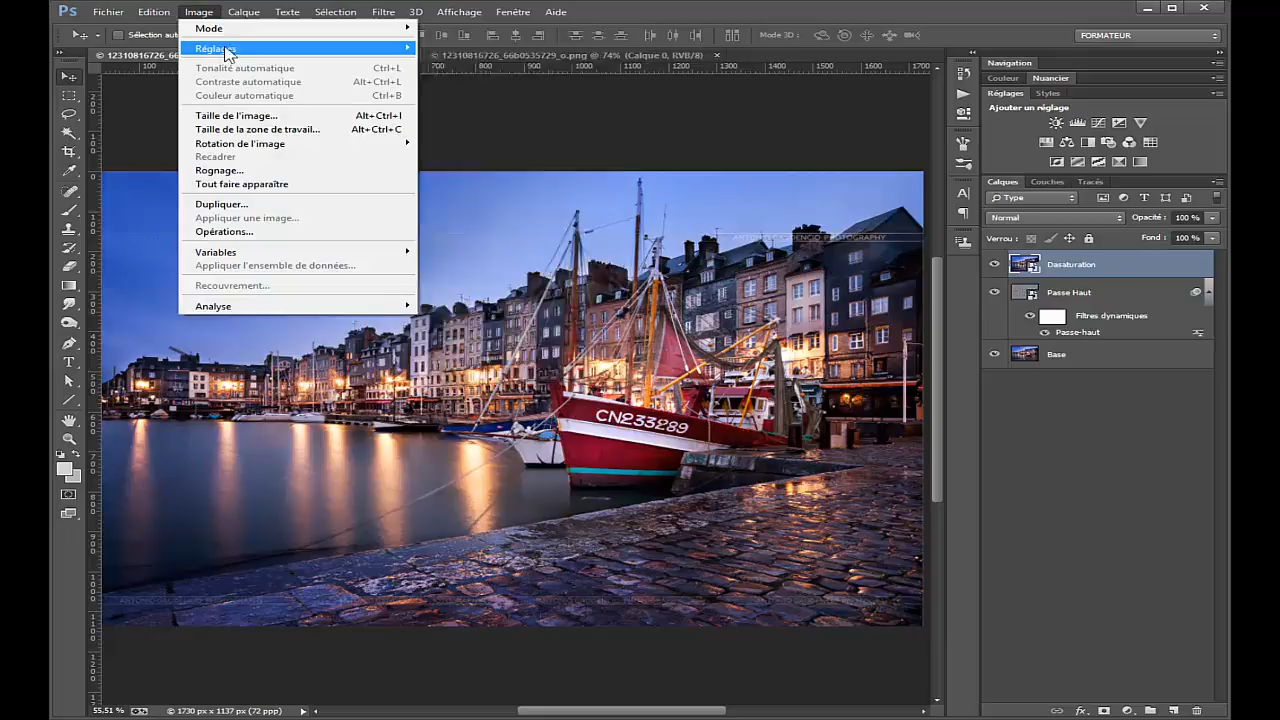 Ps Fichier Edition Image Calque Texte Sélection Filtre 3D Affichage Fenêtre Aide
Sélection aut Mode 3D : FORMATEUR
12310816726_66 12310816726_66b0535729_o.png @ 74% (Calque 0, RVB/8) ×
Mode
Réglages
Tonalité automatique Ctrl+L
Contraste automatique Alt+Ctrl+L
Couleur automatique Ctrl+B
Taille de l'image... Alt+Ctrl+I
Taille de la zone de travail... Alt+Ctrl+C
Rotation de l'image
Recadrer
Rognage...
Tout faire apparaître
Dupliquer...
Appliquer une image...
Opérations...
Variables
Appliquer l'ensemble de données...
Recouvrement...
Analyse
100 700 800 900 1000 1100 1200 1300 1400 1500 1600 1700
CN233289
Navigation
Couleur Nuancier
Réglages Styles
Ajouter un réglage
Calques Couches Tracés
Type
Normal Opacité : 100 %
Verrou : Fond : 100 %
Dasaturation
Passe Haut
Filtres dynamiques
Passe-haut
Base
55.51 % 1730 px x 1137 px (72 ppp)